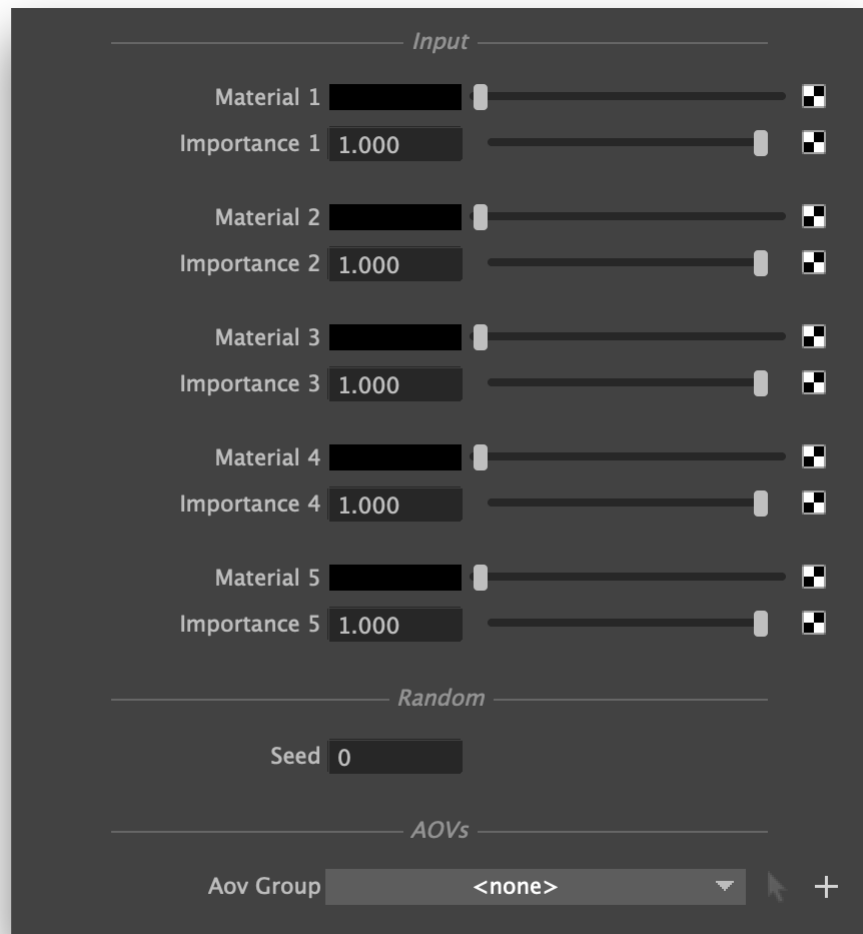 Input
Material 1
Importance 1 1.000
Material 2
Importance 2 1.000
Material 3
Importance 3 1.000
Material 4
Importance 4 1.000
Material 5
Importance 5 1.000
Random
Seed 0
AOVs
Aov Group <none>